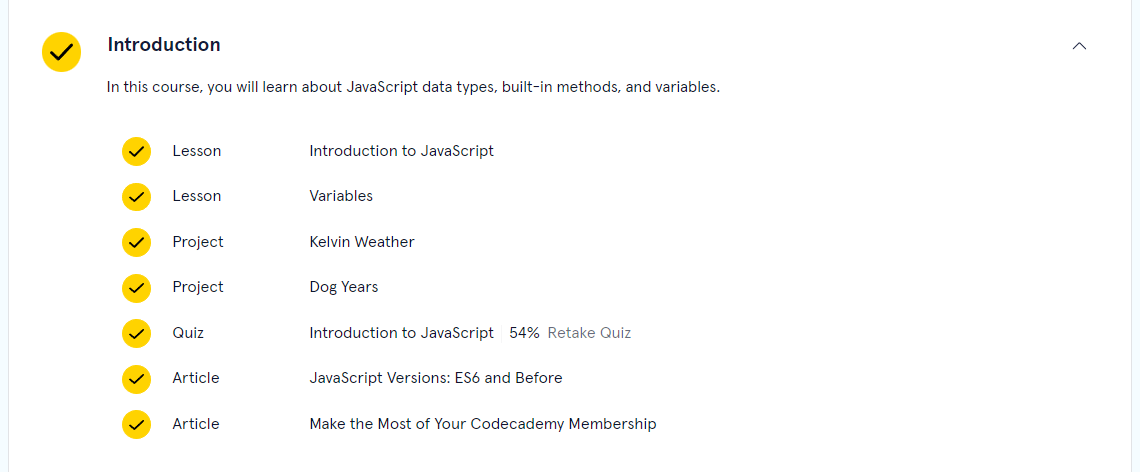 Introduction
In this course, you will learn about JavaScript data types, built-in methods, and variables.
Lesson Introduction to JavaScript
Lesson Variables
Project Kelvin Weather
Project Dog Years
Quiz Introduction to JavaScript 54% Retake Quiz
Article JavaScript Versions: ES6 and Before
Article Make the Most of Your Codecademy Membership